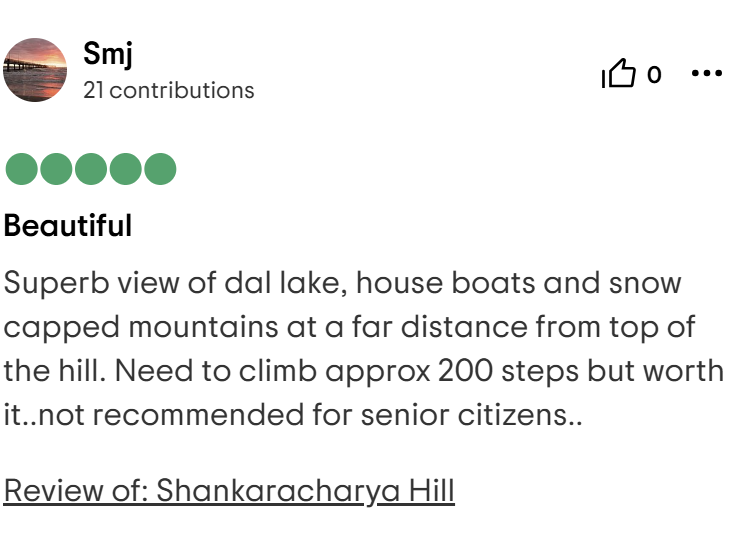 Smj
21 contributions
0
Beautiful
Superb view of dal lake, house boats and snow
capped mountains at a far distance from top of
the hill. Need to climb approx 200 steps but worth
it..not recommended for senior citizens..
Review of: Shankaracharya Hill